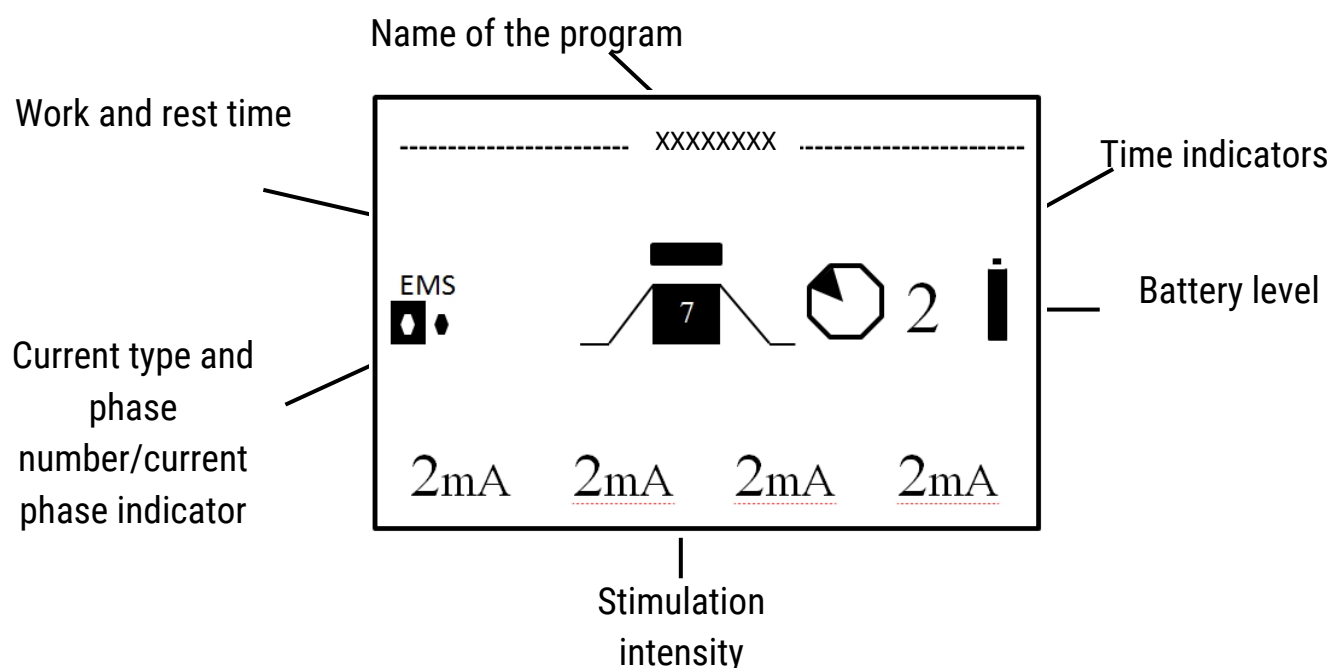 Name of the program
Work and rest time
------------------------ XXXXXXXX ------------------------
Time indicators
EMS
7
2
Battery level
Current type and
phase
number/current
phase indicator
2mA 2mA 2mA 2mA
Stimulation
intensity